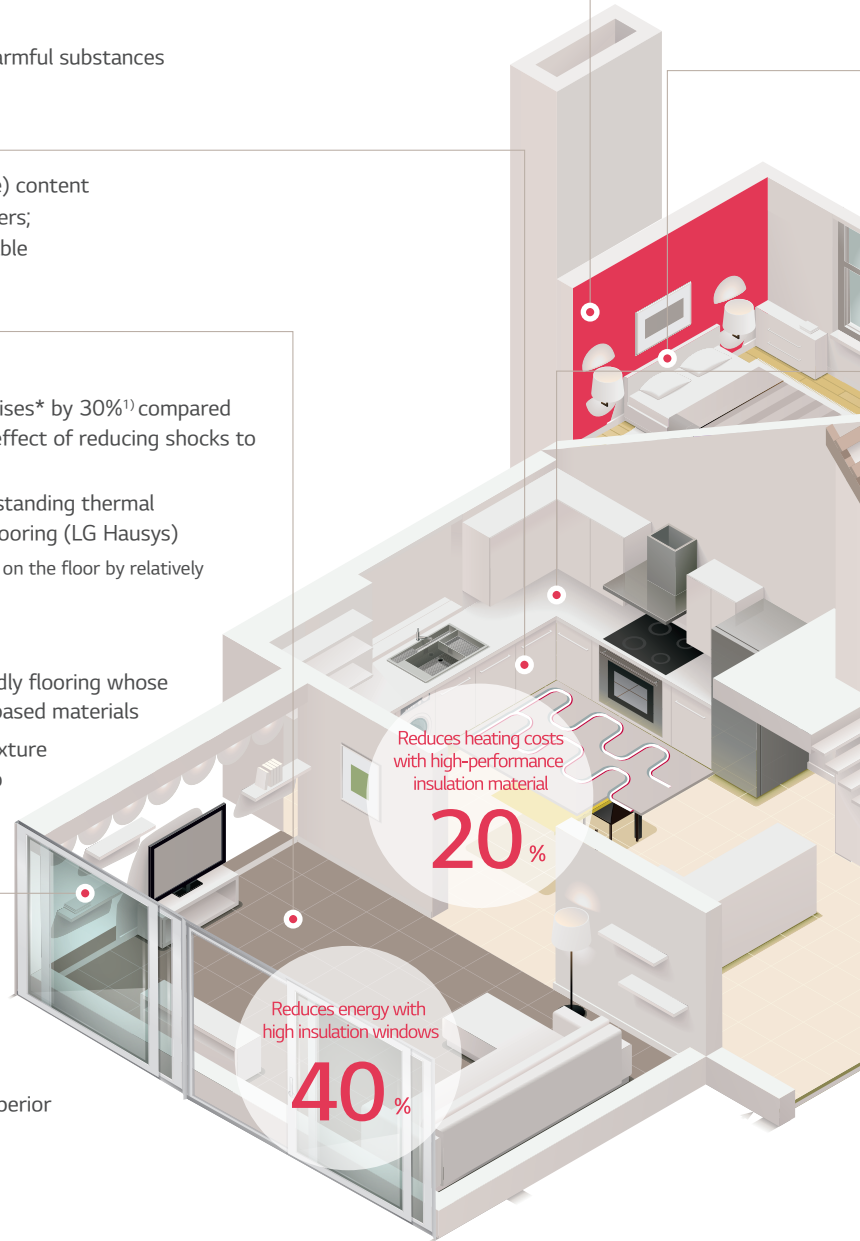 armful substances
) content
ers;
ble
ises* by 30%¹⁾ compared
effect of reducing shocks to
standing thermal
ooring (LG Hausys)
on the floor by relatively
dly flooring whose
based materials
xture
Reduces heating costs
with high-performance
insulation material
20 %
Reduces energy with
high insulation windows
40 %
perior